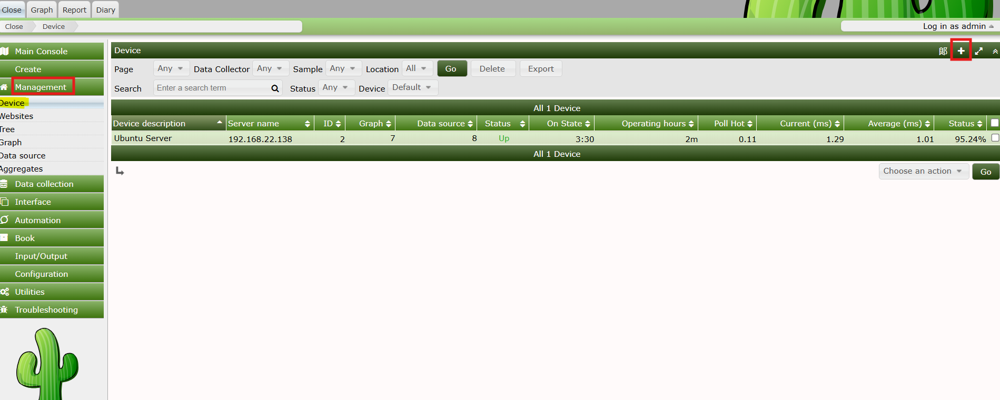 Close Graph Report Diary
Close Device
Log in as admin
Main Console
Create
Management
Device
Websites
Tree
Graph
Data source
Aggregates
Data collection
Interface
Automation
Book
Input/Output
Configuration
Utilities
Troubleshooting
Device
Page Any Data Collector Any Sample Any Location All Go Delete Export
Search Enter a search term Status Any Device Default
All 1 Device
Device description Server name ID Graph Data source Status On State Operating hours Poll Hot Current (ms) Average (ms) Status
Ubuntu Server 192.168.22.138 2 7 8 Up 3:30 2m 0.11 1.29 1.01 95.24%
All 1 Device
Choose an action Go